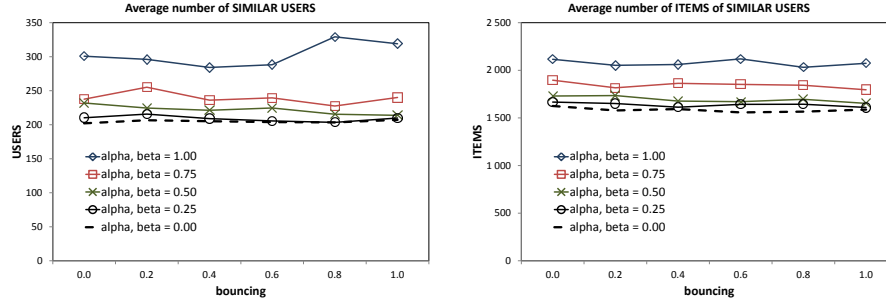 Average number of SIMILAR USERS
350
300
250
200
150
100
50
0
USERS
alpha, beta = 1.00
alpha, beta = 0.75
alpha, beta = 0.50
alpha, beta = 0.25
alpha, beta = 0.00
0.0 0.2 0.4 0.6 0.8 1.0
bouncing
Average number of ITEMS of SIMILAR USERS
2 500
2 000
1 500
1 000
500
0
ITEMS
alpha, beta = 1.00
alpha, beta = 0.75
alpha, beta = 0.50
alpha, beta = 0.25
alpha, beta = 0.00
0.0 0.2 0.4 0.6 0.8 1.0
bouncing